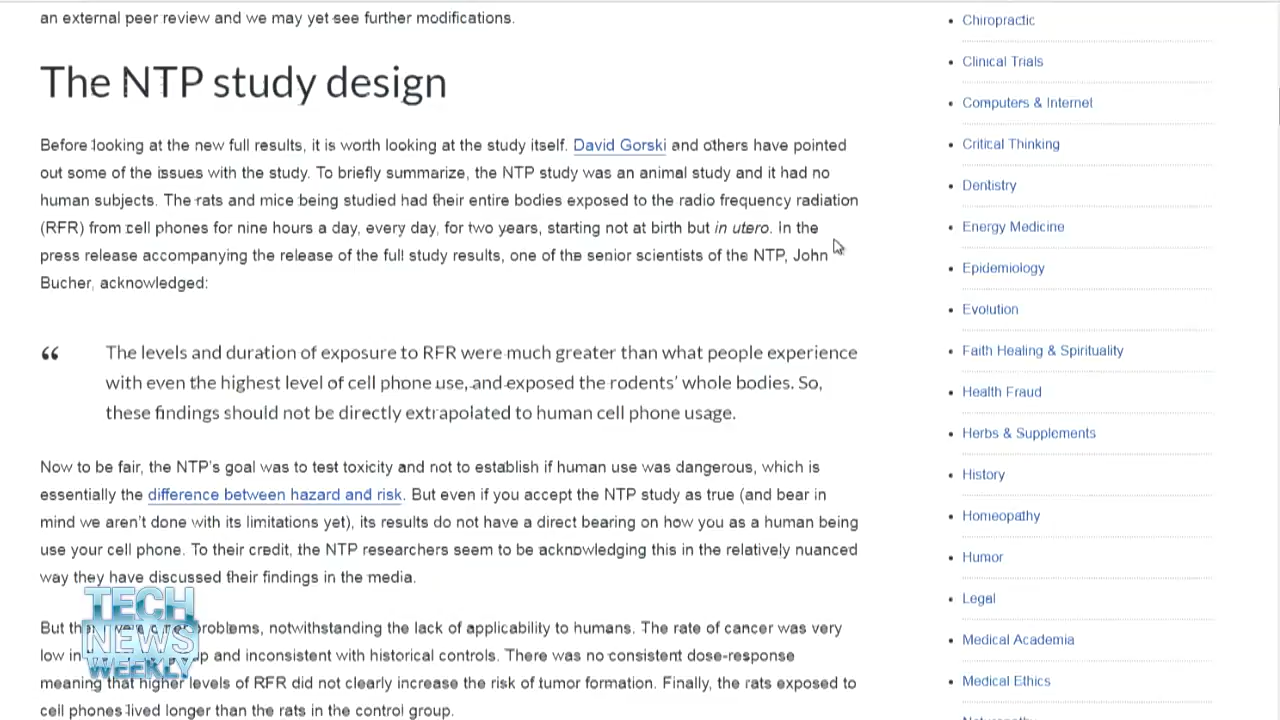 an external peer review and we may yet see further modifications.
The NTP study design
Before looking at the new full results, it is worth looking at the study itself. David Gorski and others have pointed
out some of the issues with the study. To briefly summarize, the NTP study was an animal study and it had no
human subjects. The rats and mice being studied had their entire bodies exposed to the radio frequency radiation
(RFR) from cell phones for nine hours a day, every day, for two years, starting not at birth but in utero. In the
press release accompanying the release of the full study results, one of the senior scientists of the NTP, John
Bucher, acknowledged:
“ The levels and duration of exposure to RFR were much greater than what people experience
with even the highest level of cell phone use, and exposed the rodents’ whole bodies. So,
these findings should not be directly extrapolated to human cell phone usage.
Now to be fair, the NTP’s goal was to test toxicity and not to establish if human use was dangerous, which is
essentially the difference between hazard and risk. But even if you accept the NTP study as true (and bear in
mind we aren’t done with its limitations yet), its results do not have a direct bearing on how you as a human being
use your cell phone. To their credit, the NTP researchers seem to be acknowledging this in the relatively nuanced
way they have discussed their findings in the media.
But problems, notwithstanding the lack of applicability to humans. The rate of cancer was very
low in and inconsistent with historical controls. There was no consistent dose-response
meaning that higher levels of RFR did not clearly increase the risk of tumor formation. Finally, the rats exposed to
cell phones lived longer than the rats in the control group.
TECH
NEWS
WEEKLY
Chiropractic
Clinical Trials
Computers & Internet
Critical Thinking
Dentistry
Energy Medicine
Epidemiology
Evolution
Faith Healing & Spirituality
Health Fraud
Herbs & Supplements
History
Homeopathy
Humor
Legal
Medical Academia
Medical Ethics